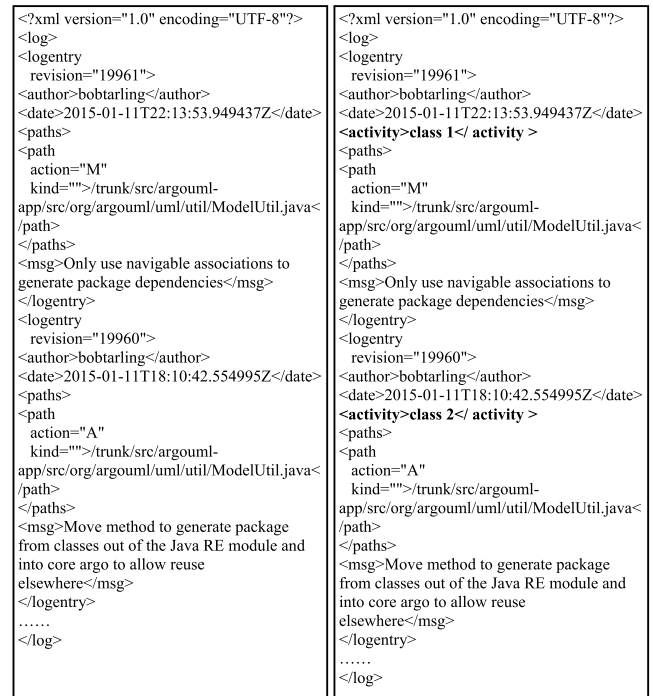 <?xml version="1.0" encoding="UTF-8"?>
<log>
<logentry
revision="19961">
<author>bobtarling</author>
<date>2015-01-11T22:13:53.949437Z</date>
<paths>
<path
action="M"
kind="">/trunk/src/argouml-
app/src/org/argouml/uml/util/ModelUtil.java<
/path>
</paths>
<msg>Only use navigable associations to
generate package dependencies</msg>
</logentry>
<logentry
revision="19960">
<author>bobtarling</author>
<date>2015-01-11T18:10:42.554995Z</date>
<paths>
<path
action="A"
kind="">/trunk/src/argouml-
app/src/org/argouml/uml/util/ModelUtil.java<
/path>
</paths>
<msg>Move method to generate package
from classes out of the Java RE module and
into core argo to allow reuse
elsewhere</msg>
</logentry>
......
</log>
<?xml version="1.0" encoding="UTF-8"?>
<log>
<logentry
revision="19961">
<author>bobtarling</author>
<date>2015-01-11T22:13:53.949437Z</date>
<activity>class 1</ activity >
<paths>
<path
action="M"
kind="">/trunk/src/argouml-
app/src/org/argouml/uml/util/ModelUtil.java<
/path>
</paths>
<msg>Only use navigable associations to
generate package dependencies</msg>
</logentry>
<logentry
revision="19960">
<author>bobtarling</author>
<date>2015-01-11T18:10:42.554995Z</date>
<activity>class 2</ activity >
<paths>
<path
action="A"
kind="">/trunk/src/argouml-
app/src/org/argouml/uml/util/ModelUtil.java<
/path>
</paths>
<msg>Move method to generate package
from classes out of the Java RE module and
into core argo to allow reuse
elsewhere</msg>
</logentry>
......
</log>